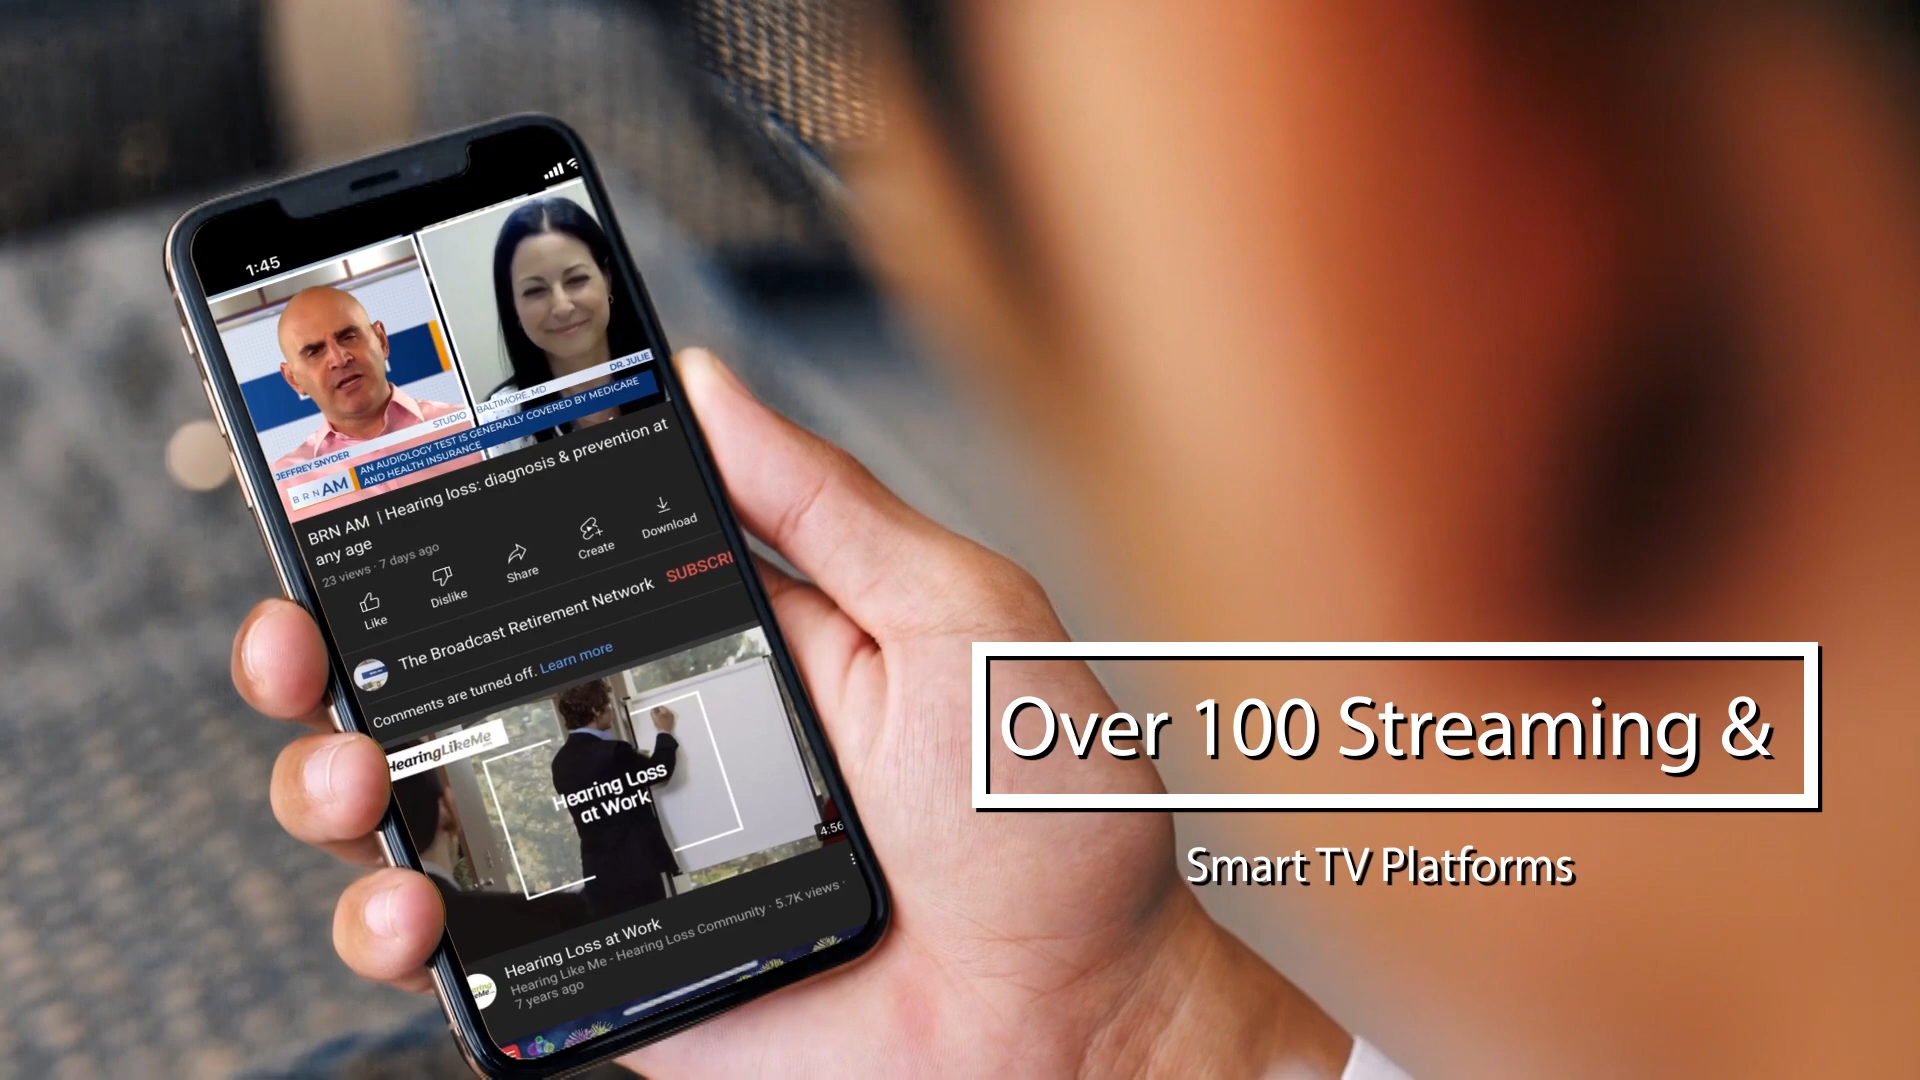 1:45
JEFFREY SNYDER
STUDIO
BALTIMORE, MD
DR. JULIE
BRN AM
AN AUDIOLOGY TEST IS GENERALLY COVERED BY MEDICARE
AND HEALTH INSURANCE
BRN AM | Hearing loss: diagnosis & prevention at
any age
23 views · 7 days ago
Like
Dislike
Share
Create
Download
The Broadcast Retirement Network
SUBSCRI
Comments are turned off. Learn more
HearingLikeMe
Hearing Loss
at Work
4:56
Hearing Loss at Work
Hearing Like Me - Hearing Loss Community · 5.7K views ·
7 years ago
Over 100 Streaming &
Smart TV Platforms